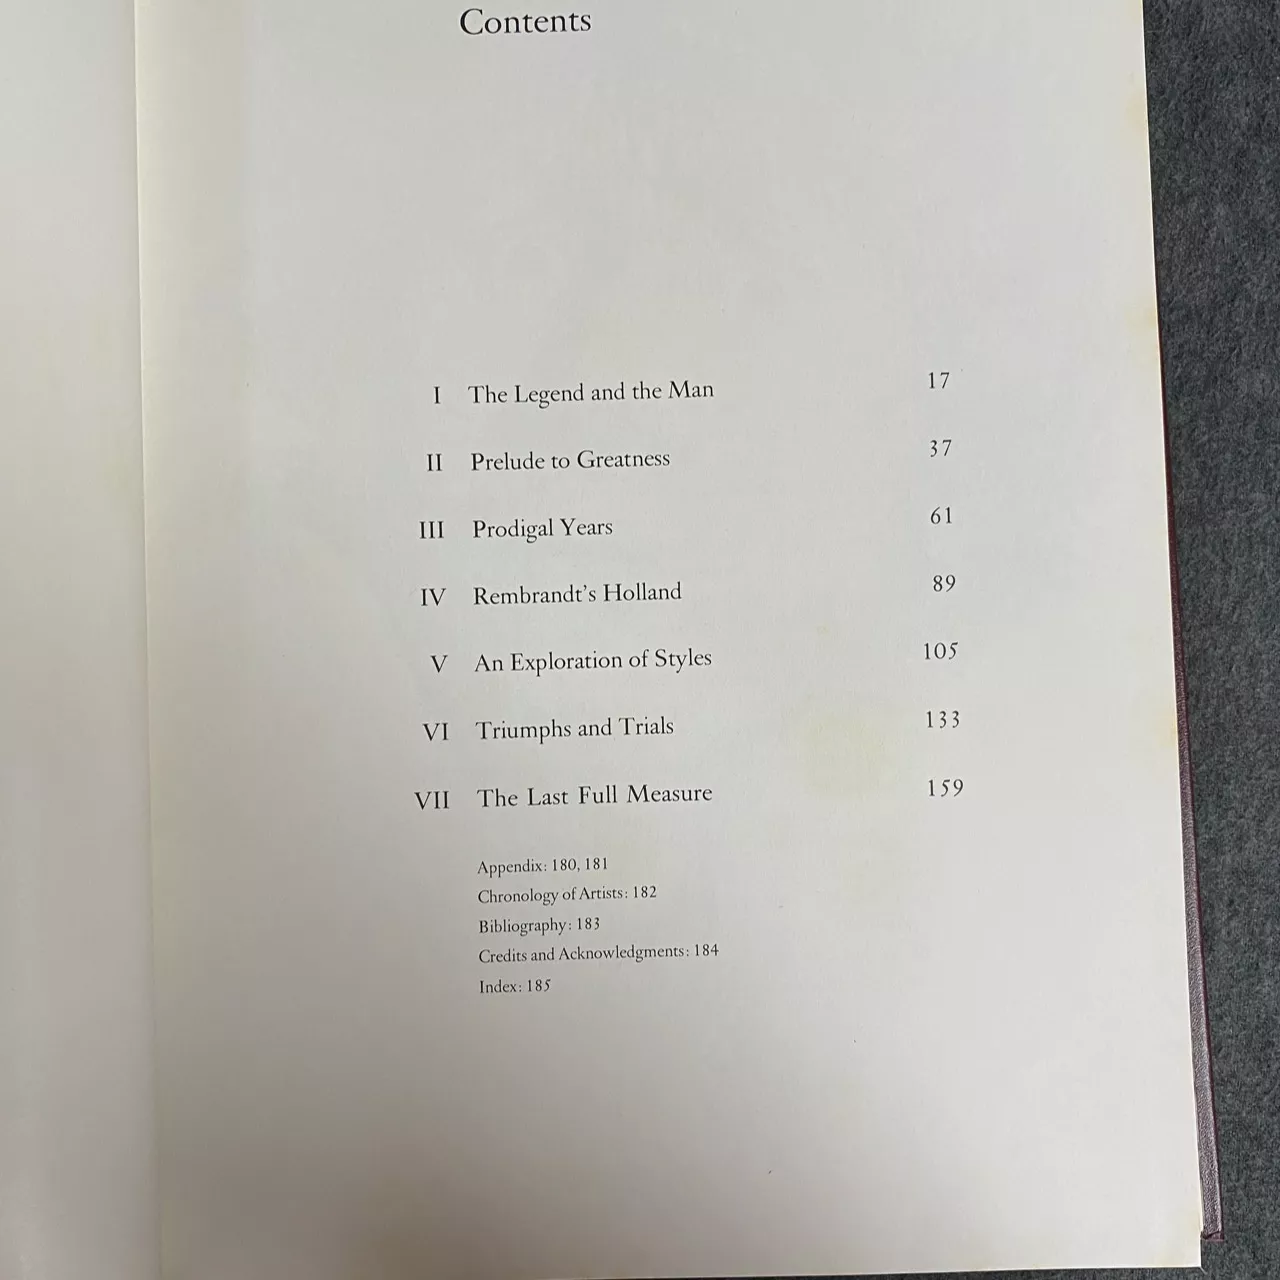 Contents
I The Legend and the Man 17
II Prelude to Greatness 37
III Prodigal Years 61
IV Rembrandt's Holland 89
V An Exploration of Styles 105
VI Triumphs and Trials 133
VII The Last Full Measure 159
Appendix: 180, 181
Chronology of Artists: 182
Bibliography: 183
Credits and Acknowledgments: 184
Index: 185